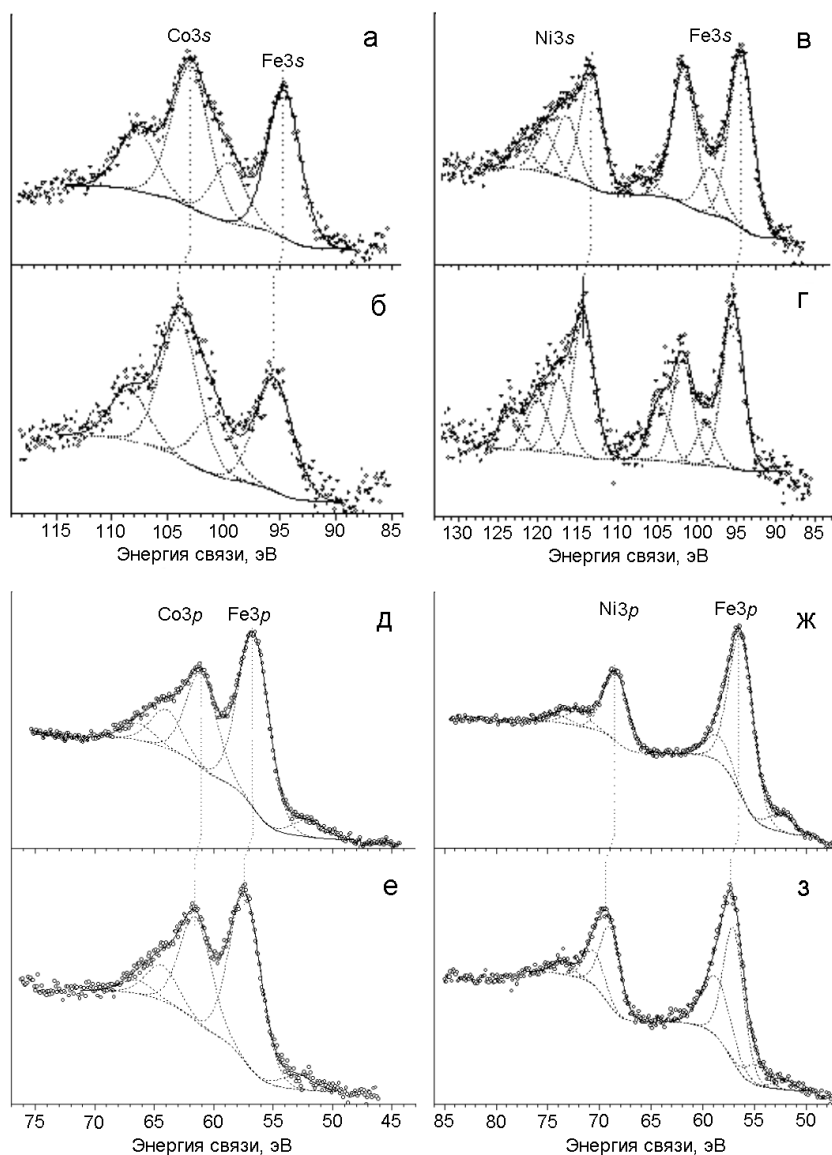 а
Co3s
Fe3s
в
Ni3s
Fe3s
б
г
115 110 105 100 95 90 85
130 125 120 115 110 105 100 95 90 85
Энергия связи, эВ
Энергия связи, эВ
д
Co3p
Fe3p
ж
Ni3p
Fe3p
е
з
75 70 65 60 55 50 45
85 80 75 70 65 60 55 50
Энергия связи, эВ
Энергия связи, эВ